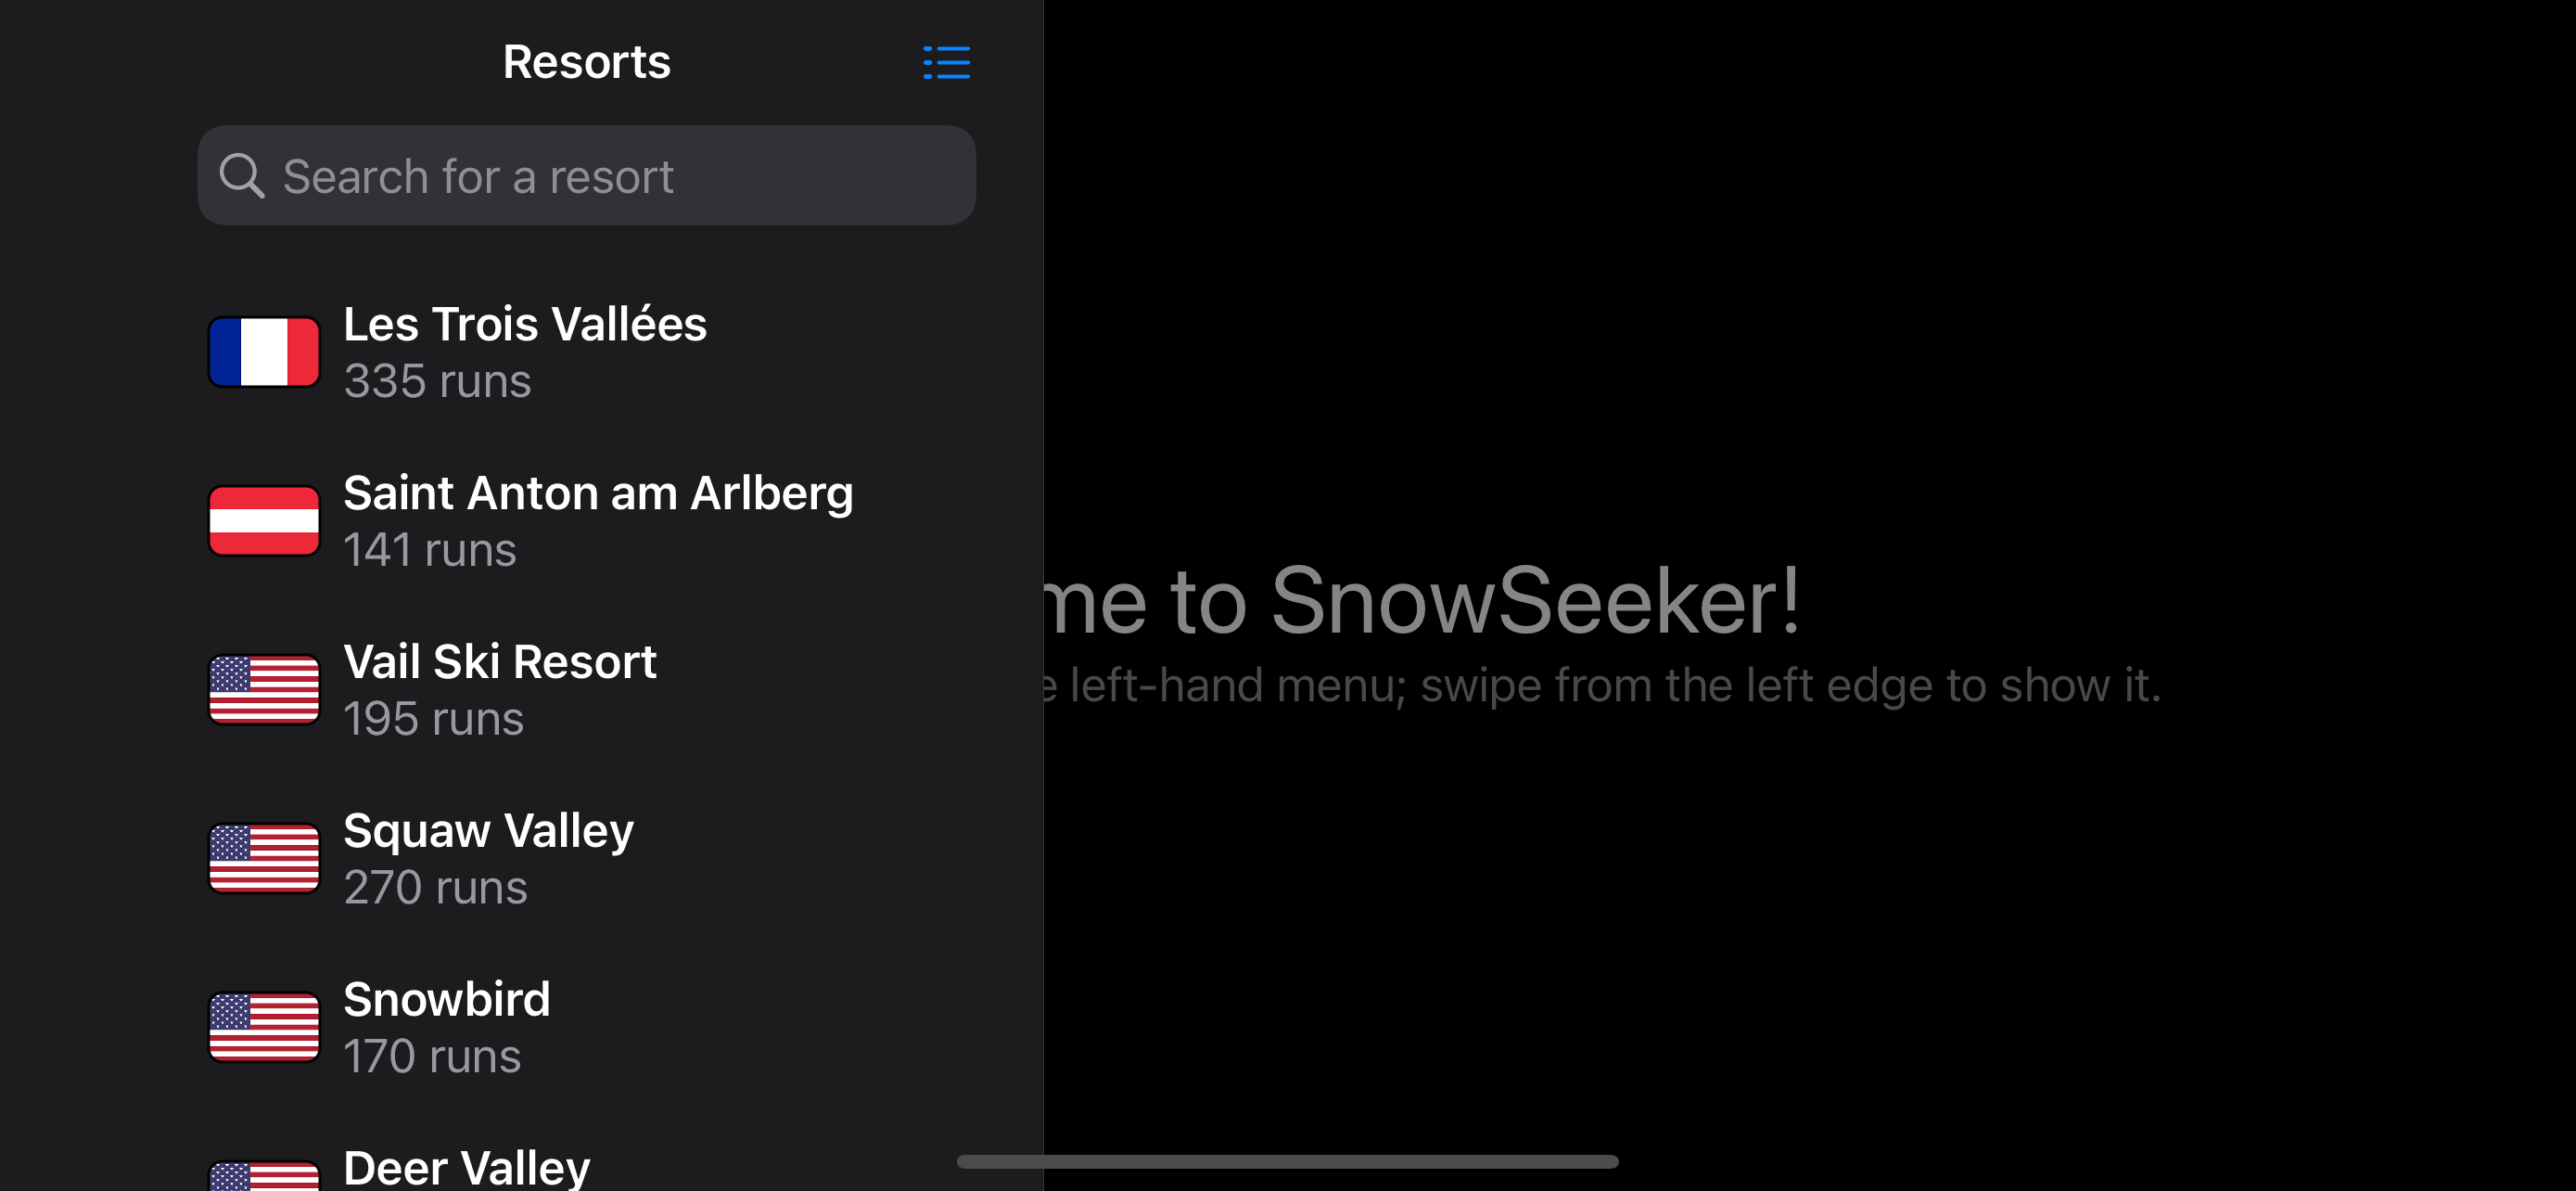 Resorts
Search for a resort
Les Trois Vallées
335 runs
Saint Anton am Arlberg
141 runs
Vail Ski Resort
195 runs
Squaw Valley
270 runs
Snowbird
170 runs
Deer Valley
me to SnowSeeker!
left-hand menu; swipe from the left edge to show it.